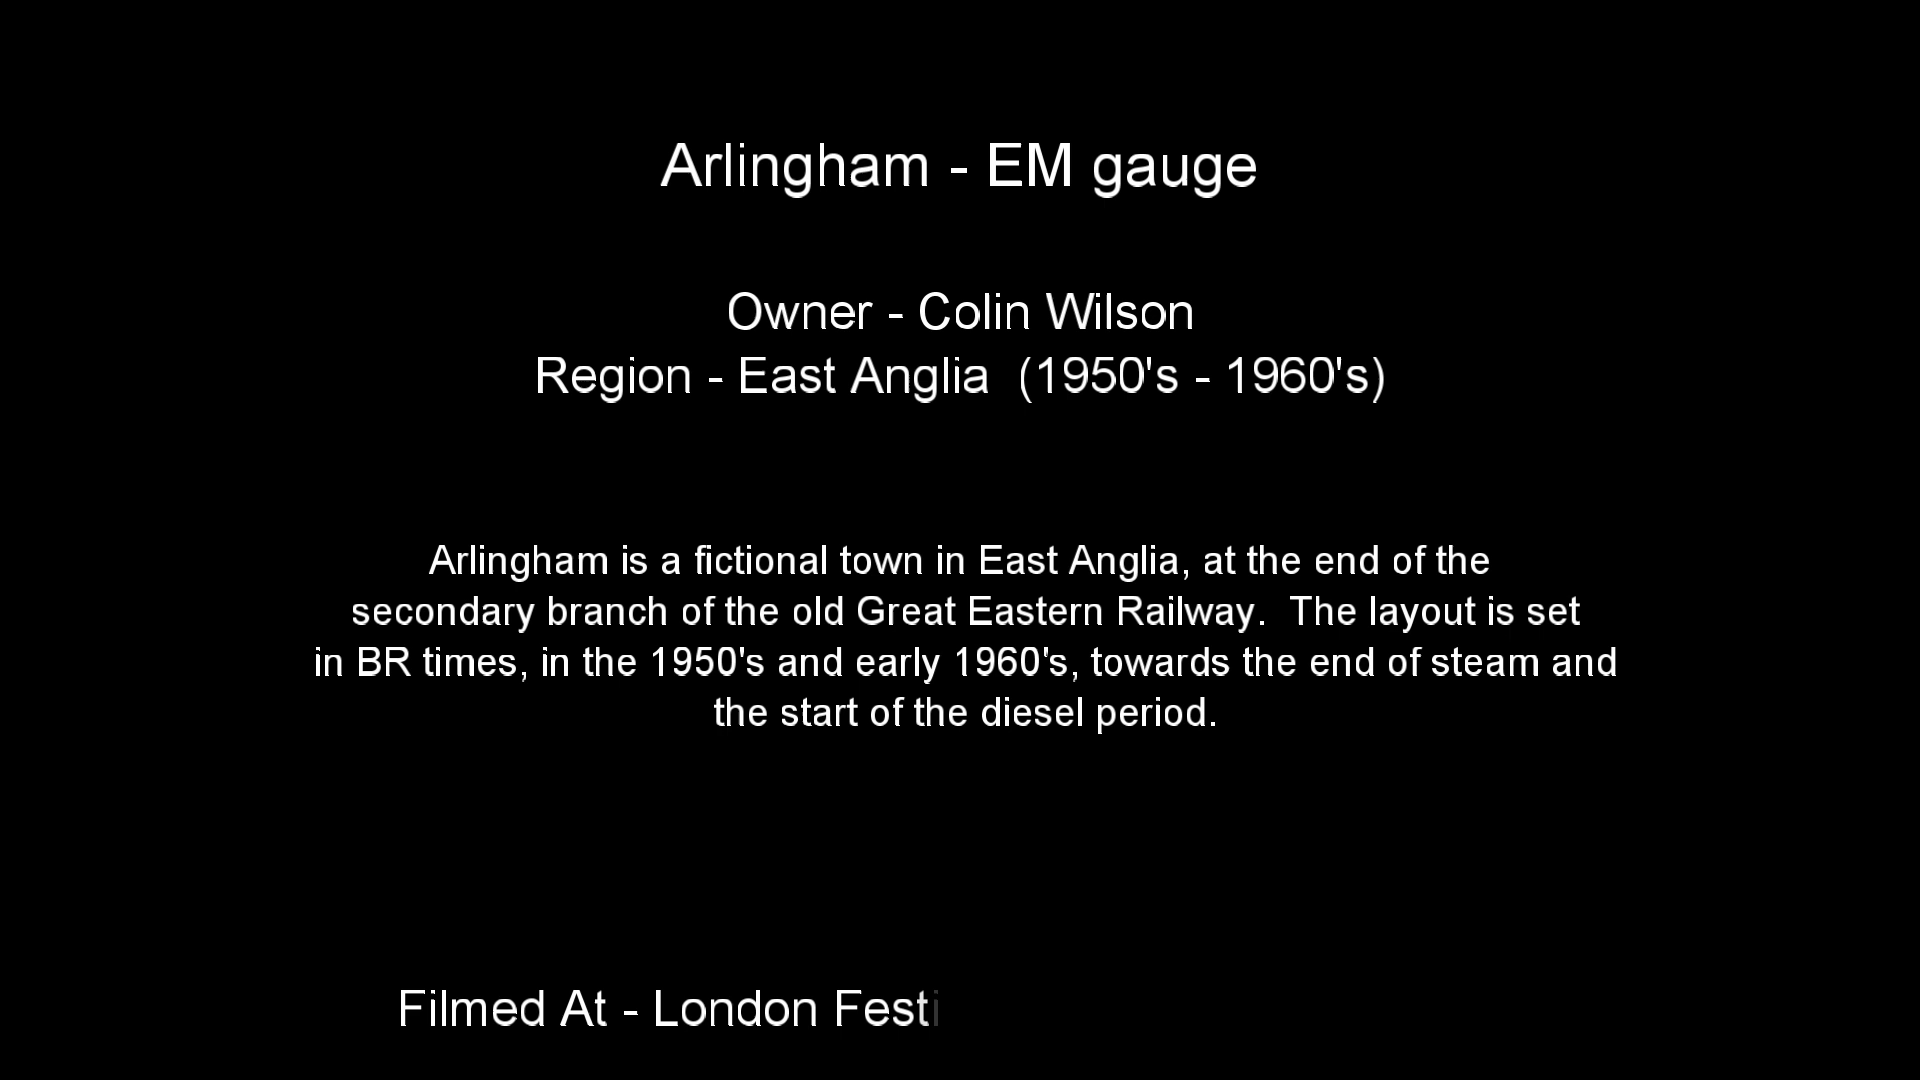 Arlingham - EM gauge
Owner - Colin Wilson
Region - East Anglia  (1950's - 1960's)
Arlingham is a fictional town in East Anglia, at the end of the
secondary branch of the old Great Eastern Railway.  The layout is set
in BR times, in the 1950's and early 1960's, towards the end of steam and
the start of the diesel period.
Filmed At - London Festi